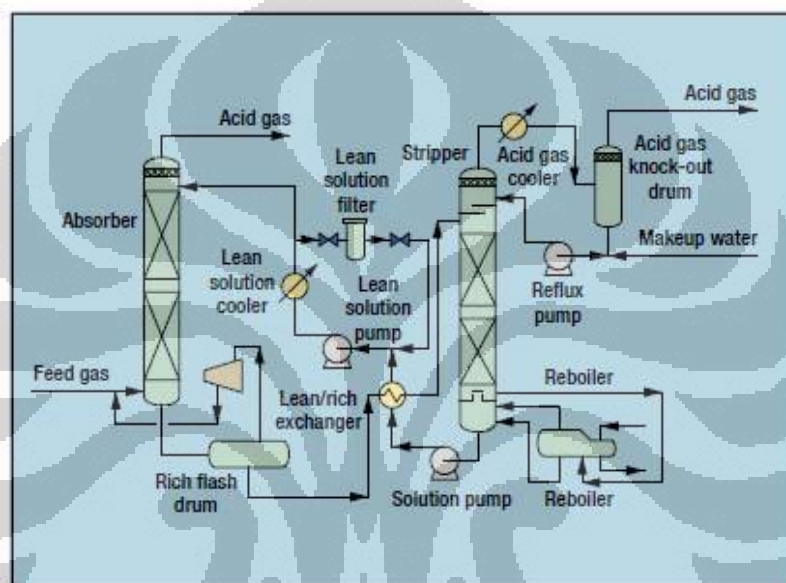 Acid gas
Absorber
Lean
solution
filter
Stripper
Acid gas
cooler
Acid gas
Acid gas
knock-out
drum
Makeup water
Reflux
pump
Lean
solution
cooler
Lean
solution
pump
Feed gas
Lean/rich
exchanger
Rich flash
drum
Solution pump
Reboiler
Reboiler